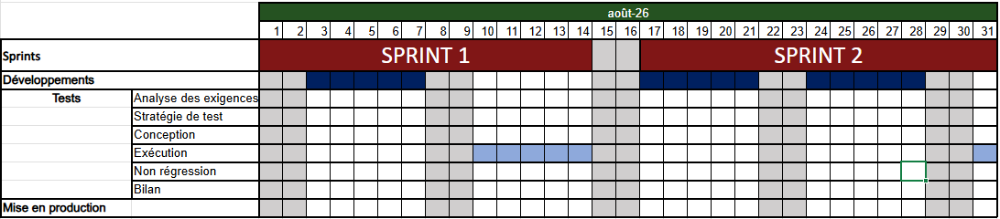 août-26
1 2 3 4 5 6 7 8 9 10 11 12 13 14 15 16 17 18 19 20 21 22 23 24 25 26 27 28 29 30 31
Sprints SPRINT 1 SPRINT 2
Développements
Tests Analyse des exigences
Stratégie de test
Conception
Exécution
Non régression
Bilan
Mise en production